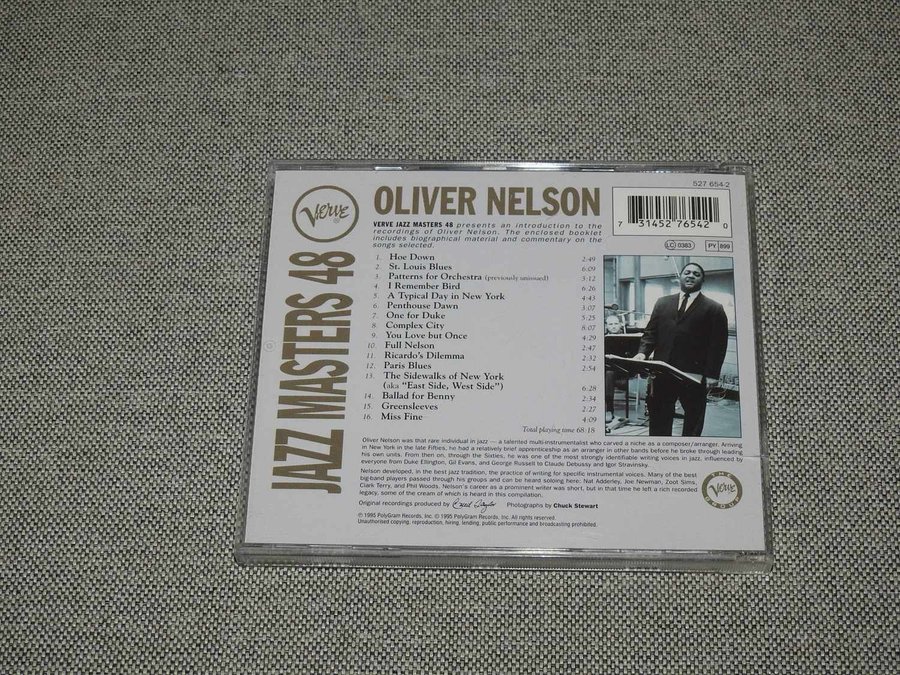 JAZZ MASTERS 48
Verve
OLIVER NELSON
527 654-2
7 31452 76542 0
LC 0383 PY 899
VERVE JAZZ MASTERS 48 presents an introduction to the
recordings of Oliver Nelson. The enclosed booklet
includes biographical material and commentary on the
songs selected.
1. Hoe Down 2:49
2. St. Louis Blues 6:09
3. Patterns for Orchestra (previously unissued) 3:12
4. I Remember Bird 6:26
5. A Typical Day in New York 4:43
6. Penthouse Dawn 3:07
7. One for Duke 5:25
8. Complex City 8:07
9. You Love but Once 4:29
10. Full Nelson 2:47
11. Ricardo's Dilemma 2:32
12. Paris Blues 2:54
13. The Sidewalks of New York
(aka "East Side, West Side") 6:28
14. Ballad for Benny 2:34
15. Greensleeves 2:27
16. Miss Fine 4:09
Total playing time 68:18
Oliver Nelson was that rare individual in jazz — a talented multi-instrumentalist who carved a niche as a composer/arranger. Arriving
in New York in the late Fifties, he had a relatively brief apprenticeship as an arranger in other bands before he broke through leading
his own units. From then on, through the Sixties, he was one of the most strongly identifiable writing voices in jazz, influenced by
everyone from Duke Ellington, Gil Evans, and George Russell to Claude Debussy and Igor Stravinsky.
Nelson developed, in the best jazz tradition, the practice of writing for specific instrumental voices. Many of the best
big-band players passed through his groups and can be heard soloing here: Nat Adderley, Joe Newman, Zoot Sims,
Clark Terry, and Phil Woods. Nelson's career as a prominent writer was short, but in that time he left a rich recorded
legacy, some of the cream of which is heard in this compilation.
THE Verve GROUP
Original recordings produced by Creed Taylor Photographs by Chuck Stewart
℗ 1995 PolyGram Records, Inc. © 1995 PolyGram Records, Inc. All rights reserved.
Unauthorised copying, reproduction, hiring, lending, public performance and broadcasting prohibited.